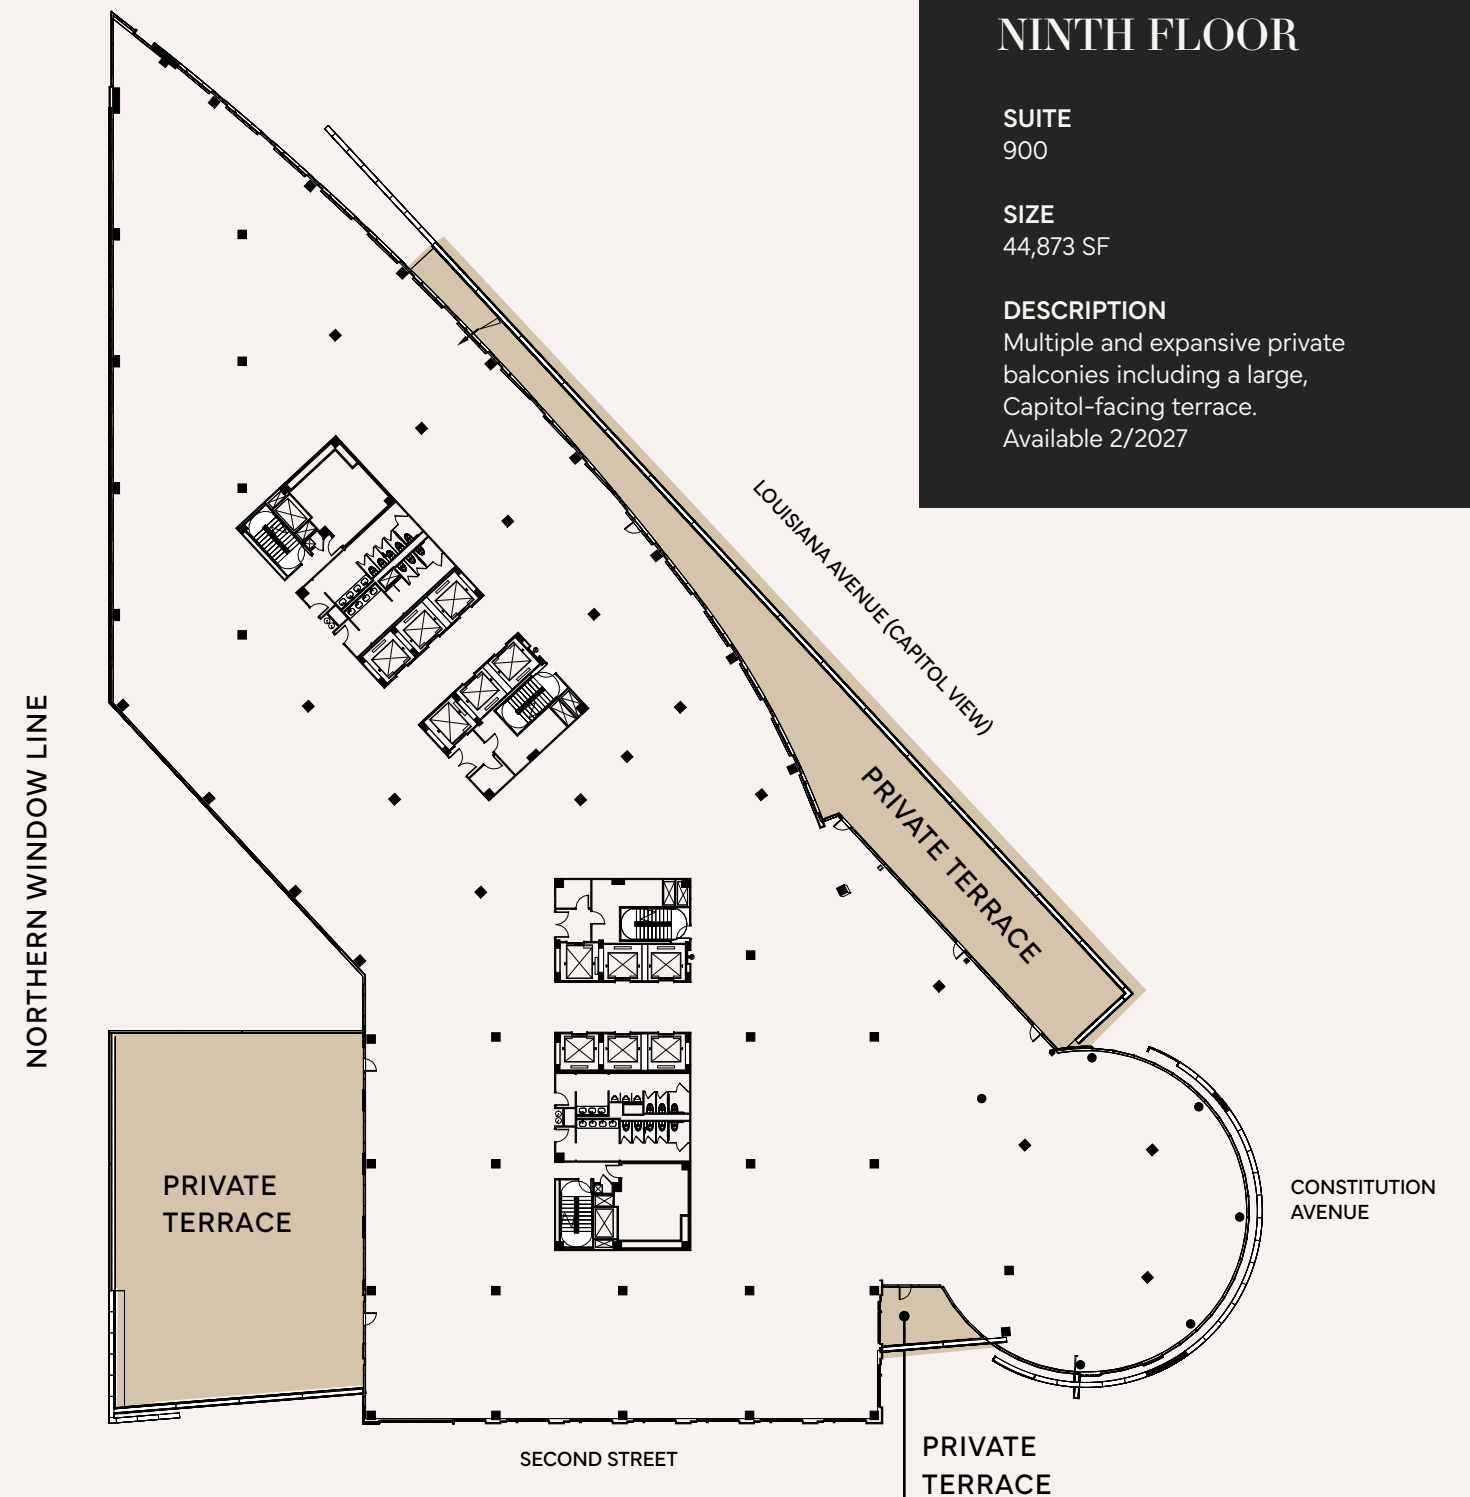 NINTH FLOOR
SUITE
900
SIZE
44,873 SF
DESCRIPTION
Multiple and expansive private
balconies including a large,
Capitol-facing terrace.
Available 2/2027
LOUISIANA AVENUE (CAPITOL VIEW)
PRIVATE TERRACE
NORTHERN WINDOW LINE
PRIVATE
TERRACE
CONSTITUTION
AVENUE
SECOND STREET
PRIVATE
TERRACE